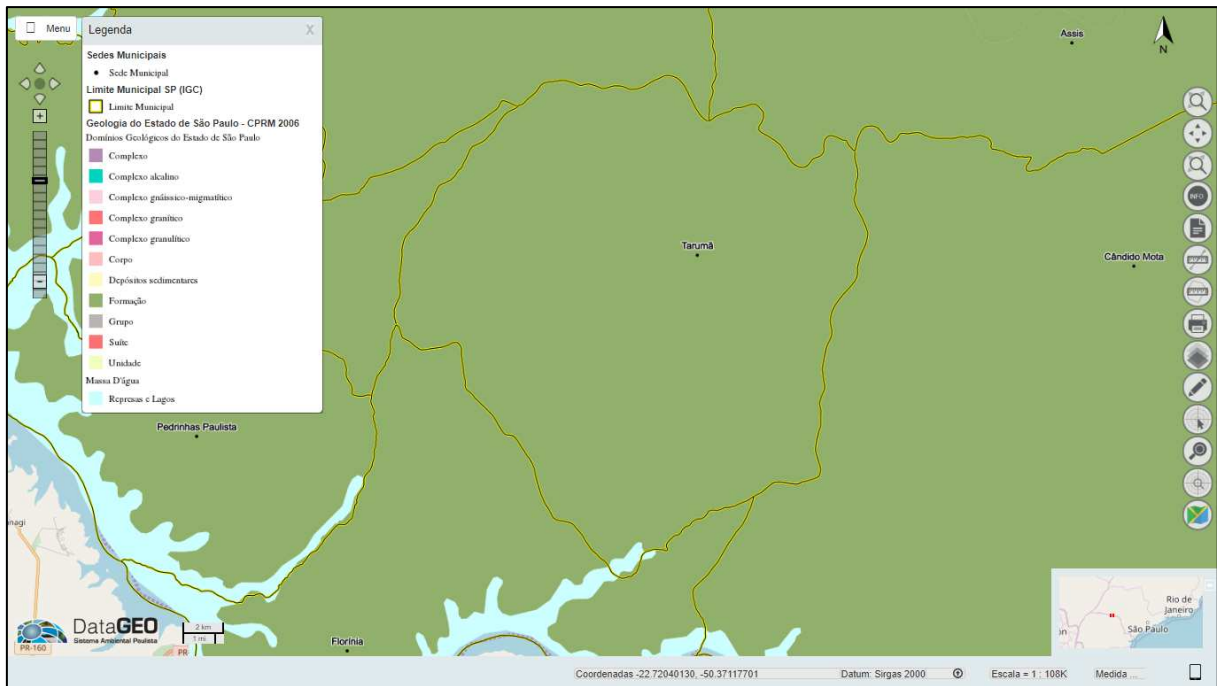 Menu
Legenda
X
Sedes Municipais
Sede Municipal
Limite Municipal SP (IGC)
Limite Municipal
Geologia do Estado de São Paulo - CPRM 2006
Domínios Geológicos do Estado de São Paulo
Complexo
Complexo alcalino
Complexo gnáissico-migmatítico
Complexo granítico
Complexo granulítico
Corpo
Depósitos sedimentares
Formação
Grupo
Suíte
Unidade
Massa D'água
Represas e Lagos
Assis
N
Tarumã
Cândido Mota
INFO
Pedrinhas Paulista
nagi
Florínia
DataGEO
Sistema Ambiental Paulista
PR-160
PR
2 km
1 mi
Rio de
Janeiro
São Paulo
on
Coordenadas -22.72040130, -50.37117701
Datum: Sirgas 2000
Escala = 1 : 108K
Medida ...